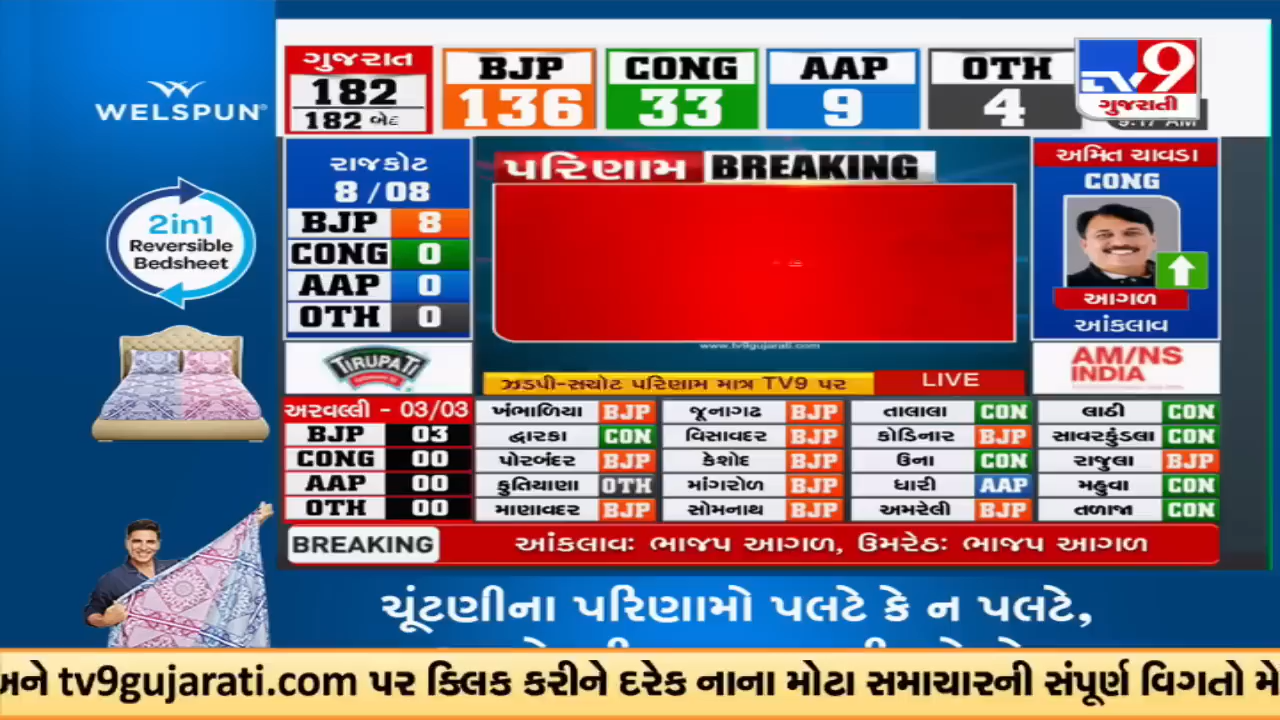 WELSPUN
2in1
Reversible
Bedsheet
ગુજરાત
182
182 બેઠ
BJP 136
CONG 33
AAP 9
OTH 4
TV9
ગુજરાતી
રાજકોટ
8/08
BJP 8
CONG 0
AAP 0
OTH 0
પરિણામ BREAKING
www.tv9gujarati.com
અમિત ચાવડા
CONG
આગળ
આંકલાવ
TIRUPATI
ઝડપી-સચોટ પરિણામ માત્ર TV9 પર LIVE
AM/NS
INDIA
અરવલ્લી - 03/03
BJP 03
CONG 00
AAP 00
OTH 00
ખંભાળિયા BJP જૂનાગઢ BJP તાલાલા CON લાઠી CON
દ્વારકા CON વિસાવદર BJP કોડિનાર BJP સાવરકુંડલા CON
પોરબંદર BJP કેશોદ BJP ઉના CON રાજુલા BJP
કુતિયાણા OTH માંગરોળ BJP ધારી AAP મહુવા CON
માણાવદર BJP સોમનાથ BJP અમરેલી BJP તળાજા CON
BREAKING આંકલાવઃ ભાજપ આગળ, ઉમરેઠઃ ભાજપ આગળ
ચૂંટણીના પરિણામો પલટે કે ન પલટે,
અને tv9gujarati.com પર ક્લિક કરીને દરેક નાના મોટા સમાચારની સંપૂર્ણ વિગતો મે